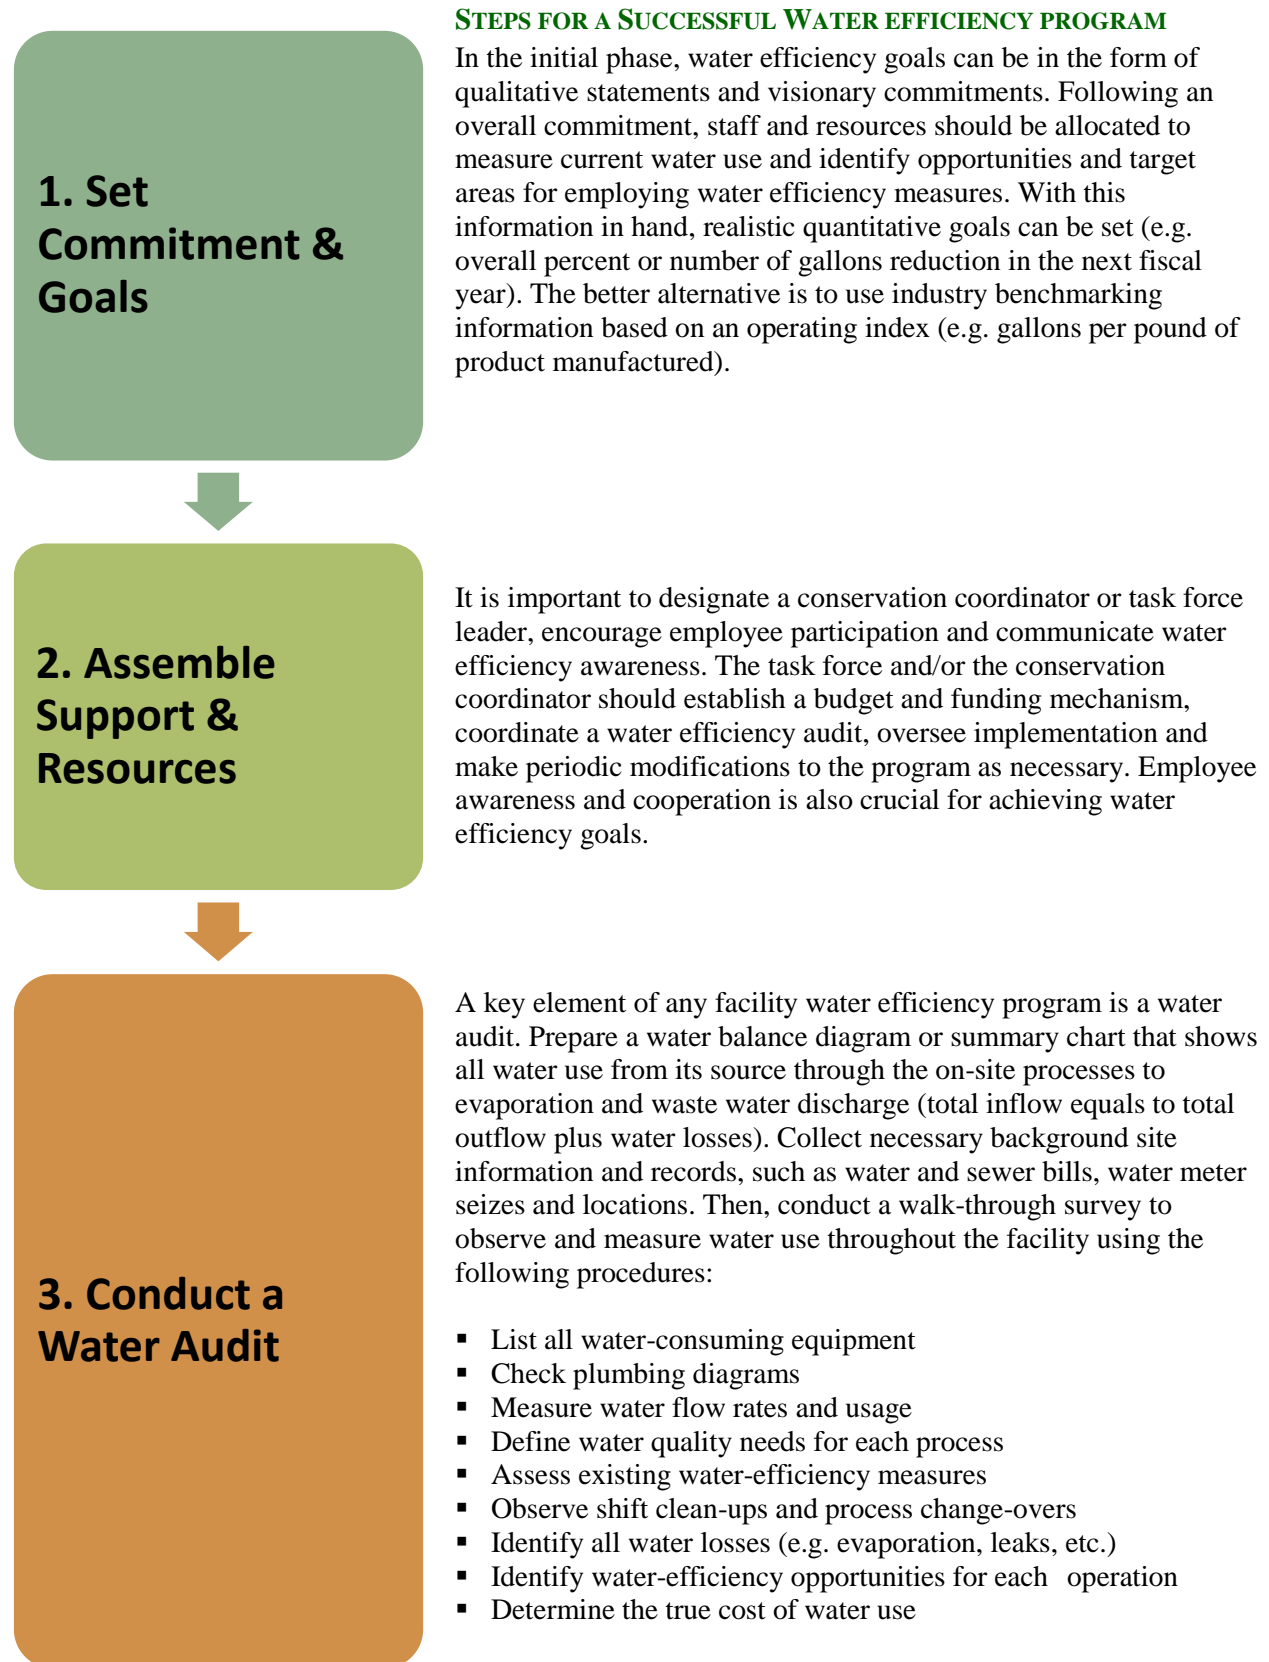 STEPS FOR A SUCCESSFUL WATER EFFICIENCY PROGRAM
In the initial phase, water efficiency goals can be in the form of
qualitative statements and visionary commitments. Following an
overall commitment, staff and resources should be allocated to
measure current water use and identify opportunities and target
areas for employing water efficiency measures. With this
information in hand, realistic quantitative goals can be set (e.g.
overall percent or number of gallons reduction in the next fiscal
year). The better alternative is to use industry benchmarking
information based on an operating index (e.g. gallons per pound of
product manufactured).
1. Set
Commitment &
Goals
It is important to designate a conservation coordinator or task force
leader, encourage employee participation and communicate water
efficiency awareness. The task force and/or the conservation
coordinator should establish a budget and funding mechanism,
coordinate a water efficiency audit, oversee implementation and
make periodic modifications to the program as necessary. Employee
awareness and cooperation is also crucial for achieving water
efficiency goals.
2. Assemble
Support &
Resources
A key element of any facility water efficiency program is a water
audit. Prepare a water balance diagram or summary chart that shows
all water use from its source through the on-site processes to
evaporation and waste water discharge (total inflow equals to total
outflow plus water losses). Collect necessary background site
information and records, such as water and sewer bills, water meter
seizes and locations. Then, conduct a walk-through survey to
observe and measure water use throughout the facility using the
following procedures:
3. Conduct a
Water Audit
▪ List all water-consuming equipment
▪ Check plumbing diagrams
▪ Measure water flow rates and usage
▪ Define water quality needs for each process
▪ Assess existing water-efficiency measures
▪ Observe shift clean-ups and process change-overs
▪ Identify all water losses (e.g. evaporation, leaks, etc.)
▪ Identify water-efficiency opportunities for each operation
▪ Determine the true cost of water use